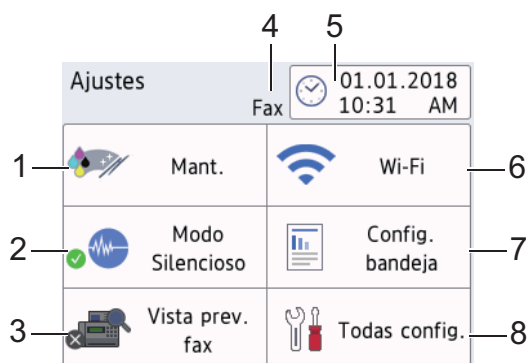 4 5
Ajustes
Fax
01.01.2018
10:31 AM
1
Mant.
Wi-Fi
6
2
Modo
Silencioso
Config.
bandeja
7
3
Vista prev.
fax
Todas config.
8